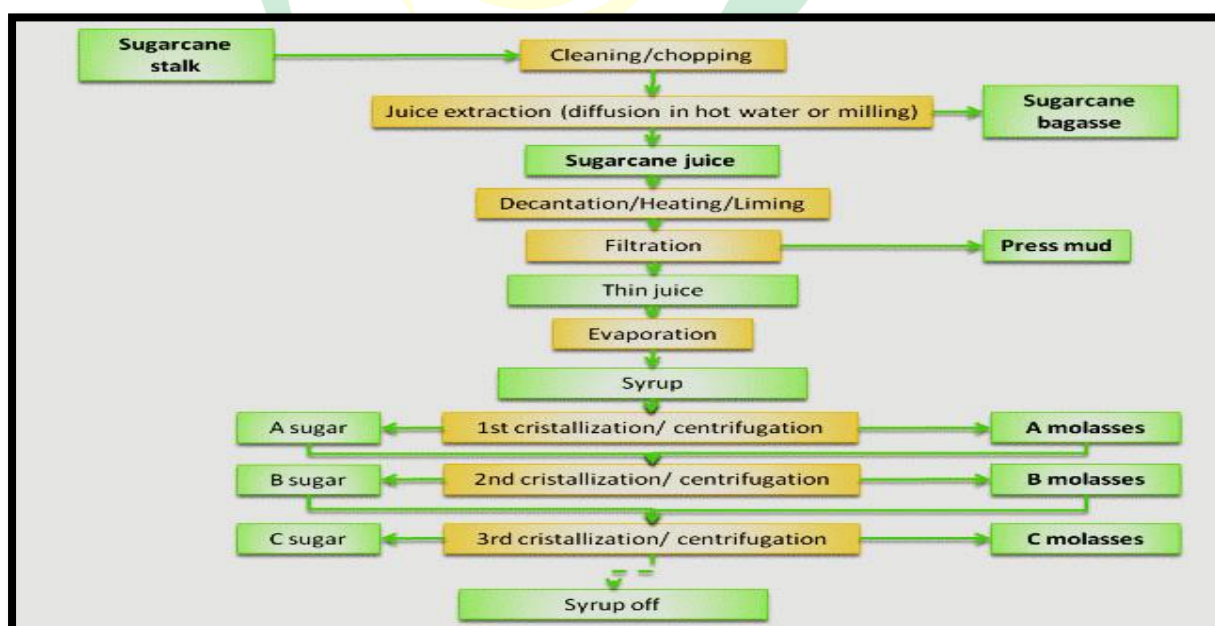 Sugarcane
stalk
Cleaning/chopping
Juice extraction (diffusion in hot water or milling)
Sugarcane
bagasse
Sugarcane juice
Decantation/Heating/Liming
Filtration
Press mud
Thin juice
Evaporation
Syrup
A sugar
1st cristallization/ centrifugation
A molasses
B sugar
2nd cristallization/ centrifugation
B molasses
C sugar
3rd cristallization/ centrifugation
C molasses
Syrup off